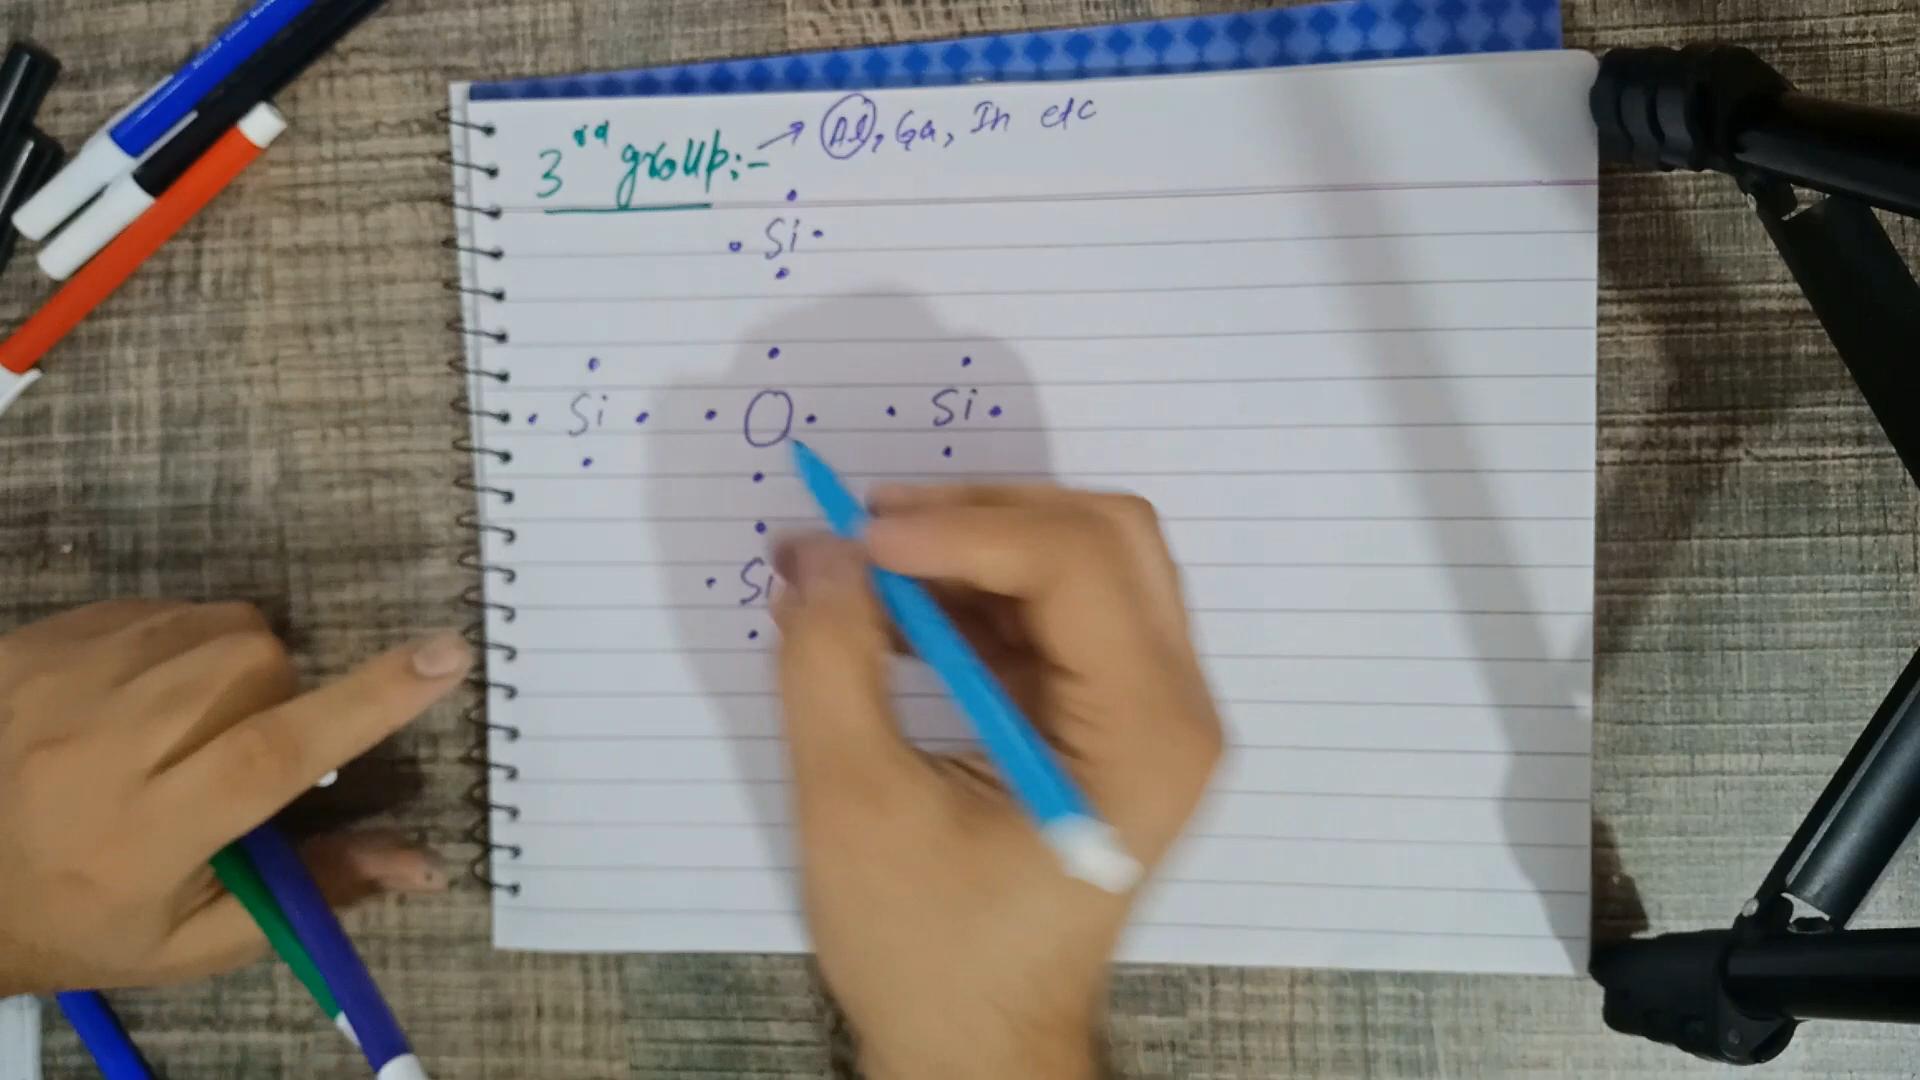 3rd group:- → Al, Ga, In etc
Si
Si Si
Si